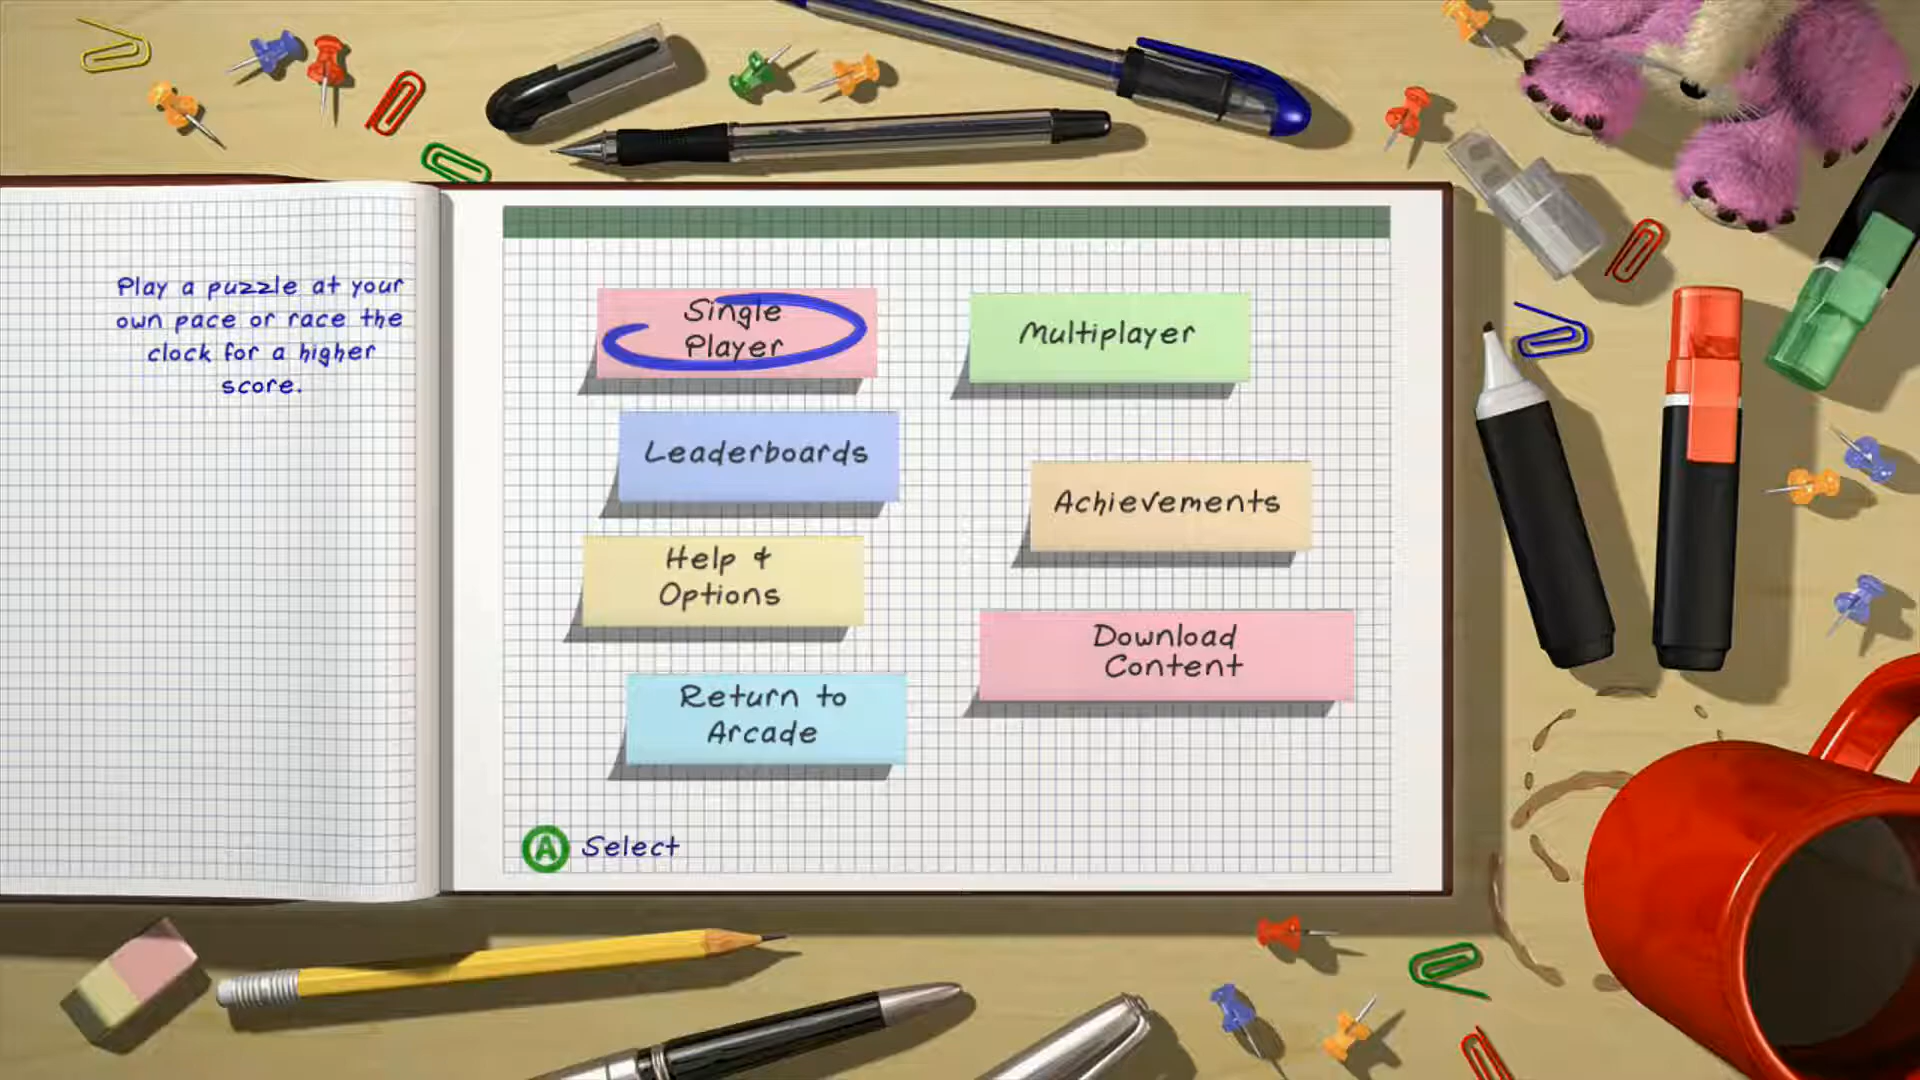 Play a puzzle at your
own pace or race the
clock for a higher
score.
Single
Player
Multiplayer
Leaderboards
Achievements
Help &
Options
Download
Content
Return to
Arcade
A Select